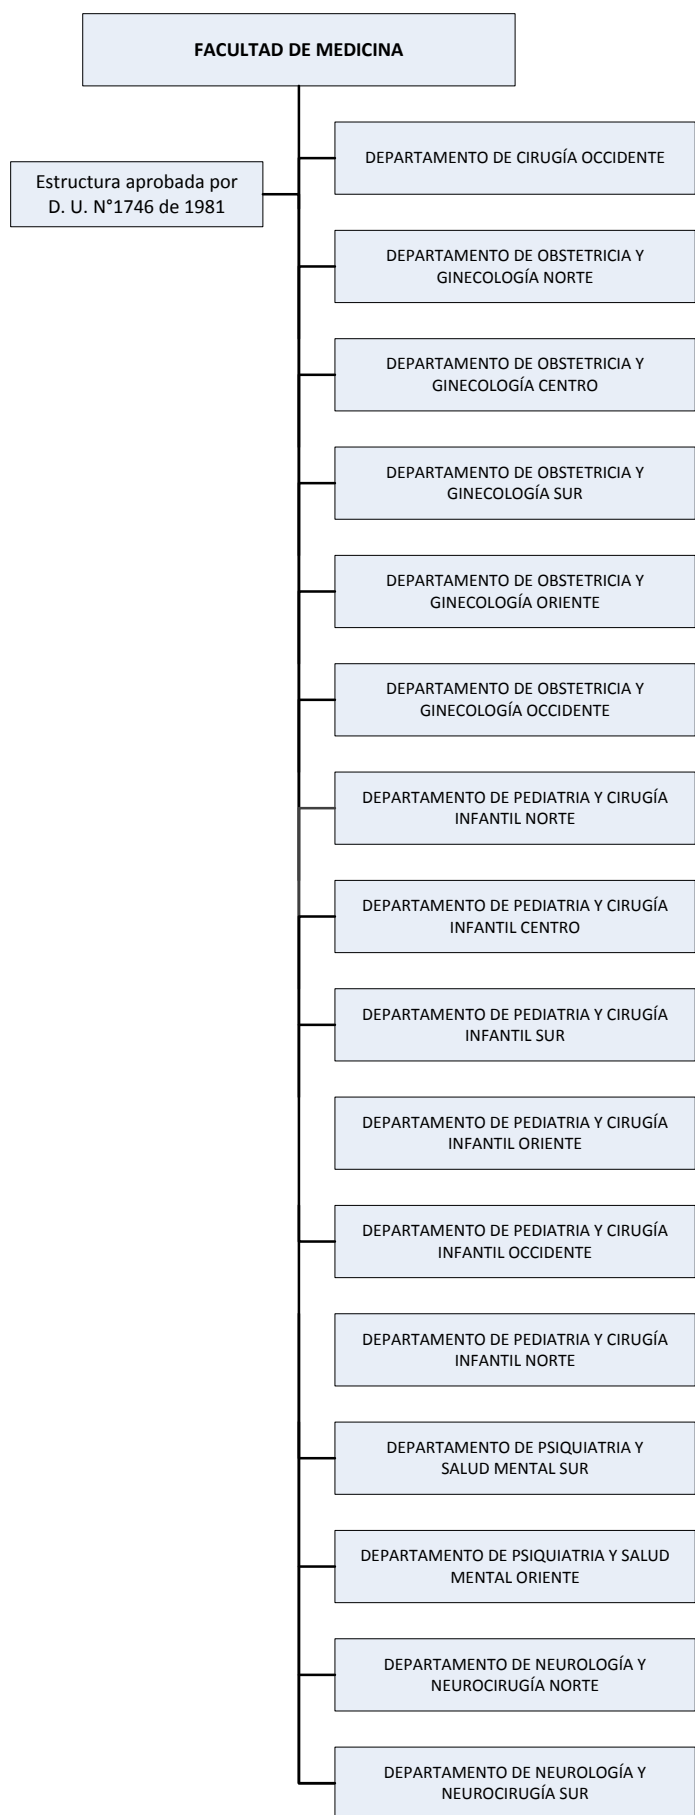 FACULTAD DE MEDICINA
DEPARTAMENTO DE CIRUGÍA OCCIDENTE
Estructura aprobada por
D. U. N°1746 de 1981
DEPARTAMENTO DE OBSTETRICIA Y
GINECOLOGÍA NORTE
DEPARTAMENTO DE OBSTETRICIA Y
GINECOLOGÍA CENTRO
DEPARTAMENTO DE OBSTETRICIA Y
GINECOLOGÍA SUR
DEPARTAMENTO DE OBSTETRICIA Y
GINECOLOGÍA ORIENTE
DEPARTAMENTO DE OBSTETRICIA Y
GINECOLOGÍA OCCIDENTE
DEPARTAMENTO DE PEDIATRIA Y CIRUGÍA
INFANTIL NORTE
DEPARTAMENTO DE PEDIATRIA Y CIRUGÍA
INFANTIL CENTRO
DEPARTAMENTO DE PEDIATRIA Y CIRUGÍA
INFANTIL SUR
DEPARTAMENTO DE PEDIATRIA Y CIRUGÍA
INFANTIL ORIENTE
DEPARTAMENTO DE PEDIATRIA Y CIRUGÍA
INFANTIL OCCIDENTE
DEPARTAMENTO DE PEDIATRIA Y CIRUGÍA
INFANTIL NORTE
DEPARTAMENTO DE PSIQUIATRIA Y
SALUD MENTAL SUR
DEPARTAMENTO DE PSIQUIATRIA Y SALUD
MENTAL ORIENTE
DEPARTAMENTO DE NEUROLOGÍA Y
NEUROCIRUGÍA NORTE
DEPARTAMENTO DE NEUROLOGÍA Y
NEUROCIRUGÍA SUR